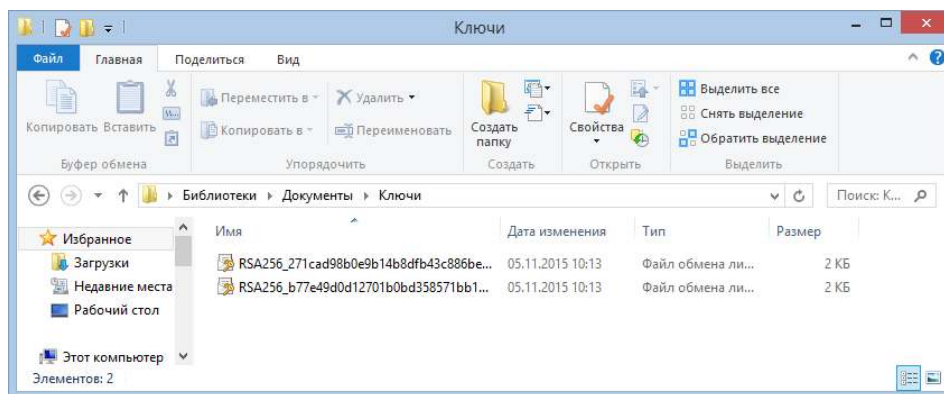 Ключи
Файл Главная Поделиться Вид
Копировать Вставить
Переместить в
Копировать в
Удалить
Переименовать
Создать папку
Свойства
Выделить все
Снять выделение
Обратить выделение
Буфер обмена Упорядочить Создать Открыть Выделить
Библиотеки Документы Ключи Поиск: К...
Имя Дата изменения Тип Размер
Избранное
Загрузки
Недавние места
Рабочий стол
Этот компьютер
RSA256_271cad98b0e9b14b8dfb43c886be... 05.11.2015 10:13 Файл обмена ли... 2 КБ
RSA256_b77e49d0d12701b0bd358571bb1... 05.11.2015 10:13 Файл обмена ли... 2 КБ
Элементов: 2